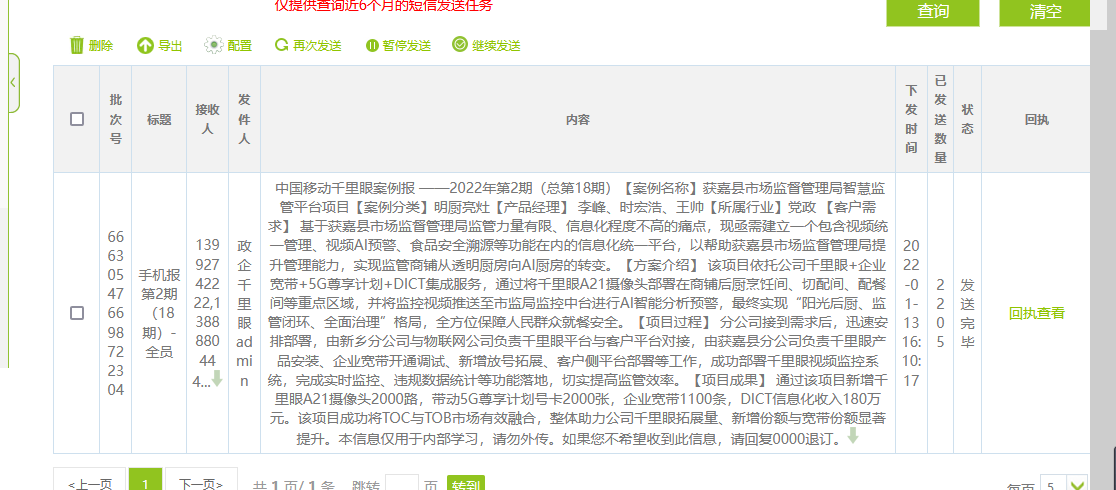 仅提供查询近6个月的短信发送任务
查询
清空
删除
导出
配置
再次发送
暂停发送
继续发送
批次号
标题
接收人
发件人
内容
下发时间
已发送数量
状态
回执
66
63
05
47
66
98
72
23
04
手机报
第2期
（18
期）-
全员
139
927
422
22,1
388
880
44
4...
政
企
千
里
眼
ad
mi
n
中国移动千里眼案例报 ——2022年第2期（总第18期）【案例名称】获嘉县市场监督管理局智慧监
管平台项目【案例分类】明厨亮灶【产品经理】 李峰、时宏浩、王帅【所属行业】党政 【客户需
求】 基于获嘉县市场监督管理局监管力量有限、信息化程度不高的痛点，现亟需建立一个包含视频统
一管理、视频AI预警、食品安全溯源等功能在内的信息化统一平台，以帮助获嘉县市场监督管理局提
升管理能力，实现监管商铺从透明厨房向AI厨房的转变。【方案介绍】 该项目依托公司千里眼+企业
宽带+5G尊享计划+DICT集成服务，通过将千里眼A21摄像头部署在商铺后厨烹饪间、切配间、配餐
间等重点区域，并将监控视频推送至市监局监控中台进行AI智能分析预警，最终实现“阳光后厨、监
管闭环、全面治理”格局，全方位保障人民群众就餐安全。【项目过程】 分公司接到需求后，迅速安
排部署，由新乡分公司与物联网公司负责千里眼平台与客户平台对接，由获嘉县分公司负责千里眼产
品安装、企业宽带开通调试、新增放号拓展、客户侧平台部署等工作，成功部署千里眼视频监控系
统，完成实时监控、违规数据统计等功能落地，切实提高监管效率。【项目成果】 通过该项目新增千
里眼A21摄像头2000路，带动5G尊享计划号卡2000张，企业宽带1100条，DICT信息化收入180万
元。该项目成功将TOC与TOB市场有效融合，整体助力公司千里眼拓展量、新增份额与宽带份额显著
提升。本信息仅用于内部学习，请勿外传。如果您不希望收到此信息，请回复0000退订。
20
22
-0
1-
13
16:
10:
17
2
2
0
5
发
送
完
毕
回执查看
<上一页
1
下一页>
共 1 页/ 1 条
跳转
页
转到
每页
5